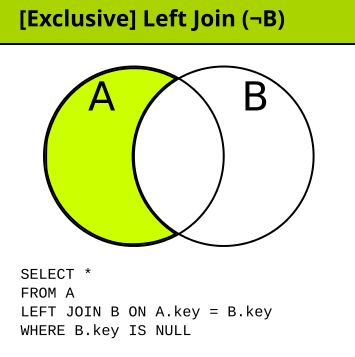 [Exclusive] Left Join (¬B)
A B
SELECT *
FROM A
LEFT JOIN B ON A.key = B.key
WHERE B.key IS NULL